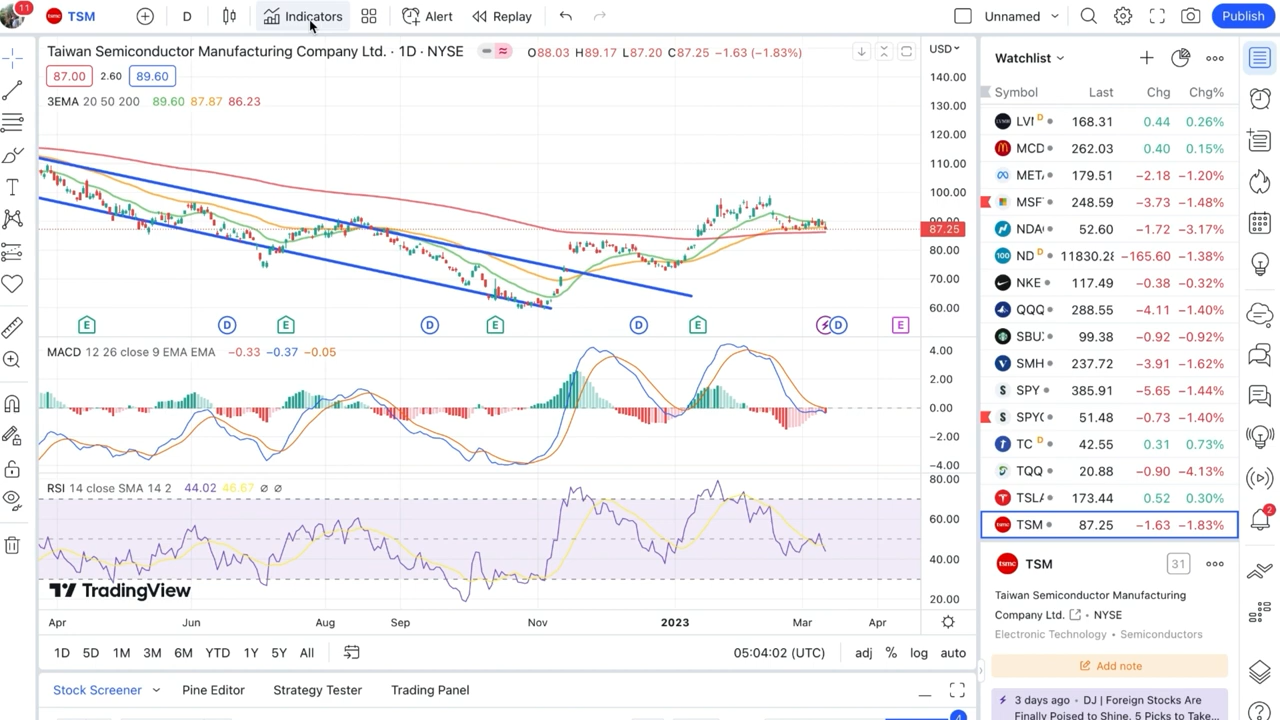 11
TSM
D
Indicators
Alert
Replay
Unnamed
Publish
Taiwan Semiconductor Manufacturing Company Ltd. · 1D · NYSE
O88.03 H89.17 L87.20 C87.25 −1.63 (−1.83%)
USD
87.00 2.60 89.60
3EMA 20 50 200 89.60 87.87 86.23
140.00
130.00
120.00
110.00
100.00
90.00
87.25
80.00
70.00
60.00
E D E D E D E D E
MACD 12 26 close 9 EMA EMA −0.33 −0.37 −0.05
4.00
2.00
0.00
−2.00
−4.00
RSI 14 close SMA 14 2 44.02 46.67 ∅ ∅
80.00
60.00
40.00
20.00
TradingView
Apr Jun Aug Sep Nov 2023 Mar Apr
1D 5D 1M 3M 6M YTD 1Y 5Y All
05:04:02 (UTC) adj % log auto
Stock Screener Pine Editor Strategy Tester Trading Panel
4
Watchlist
Symbol Last Chg Chg%
LVM D 168.31 0.44 0.26%
MCD 262.03 0.40 0.15%
META 179.51 −2.18 −1.20%
MSF 248.59 −3.73 −1.48%
NDA 52.60 −1.72 −3.17%
100 ND D 11830.28 −165.60 −1.38%
NKE 117.49 −0.38 −0.32%
QQQ 288.55 −4.11 −1.40%
SBU 99.38 −0.92 −0.92%
SMH 237.72 −3.91 −1.62%
SPY 385.91 −5.65 −1.44%
SPYG 51.48 −0.73 −1.40%
TC D 42.55 0.31 0.73%
TQQ 20.88 −0.90 −4.13%
TSLA 173.44 0.52 0.30%
TSM 87.25 −1.63 −1.83%
2
tsmc TSM 31
Taiwan Semiconductor Manufacturing
Company Ltd. • NYSE
Electronic Technology • Semiconductors
Add note
3 days ago • DJ | Foreign Stocks Are
Finally Poised to Shine. 5 Picks to Take...